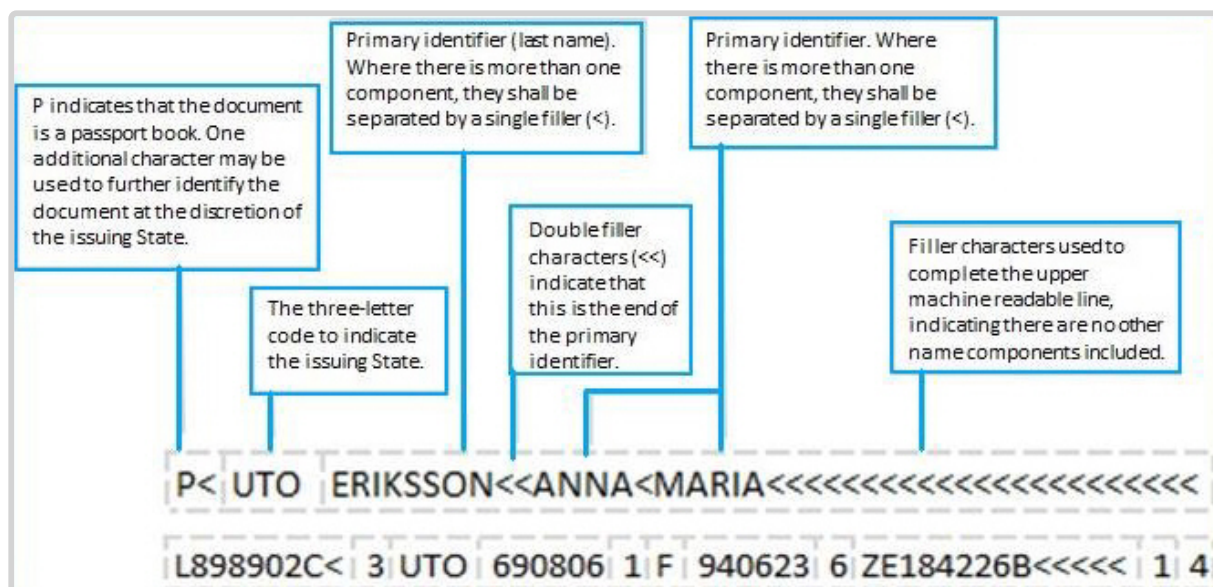 P indicates that the document
is a passport book. One
additional character may be
used to further identify the
document at the discretion of
the issuing State.
Primary identifier (last name).
Where there is more than one
component, they shall be
separated by a single filler (<).
Primary identifier. Where
there is more than one
component, they shall be
separated by a single filler (<).
The three-letter
code to indicate
the issuing State.
Double filler
characters (<<)
indicate that
this is the end of
the primary
identifier.
Filler characters used to
complete the upper
machine readable line,
indicating there are no other
name components included.
P< UTO ERIKSSON<<ANNA<MARIA<<<<<<<<<<<<<<<<<<<<<<<
L898902C< 3 UTO 690806 1 F 940623 6 ZE184226B<<<<< 1 4